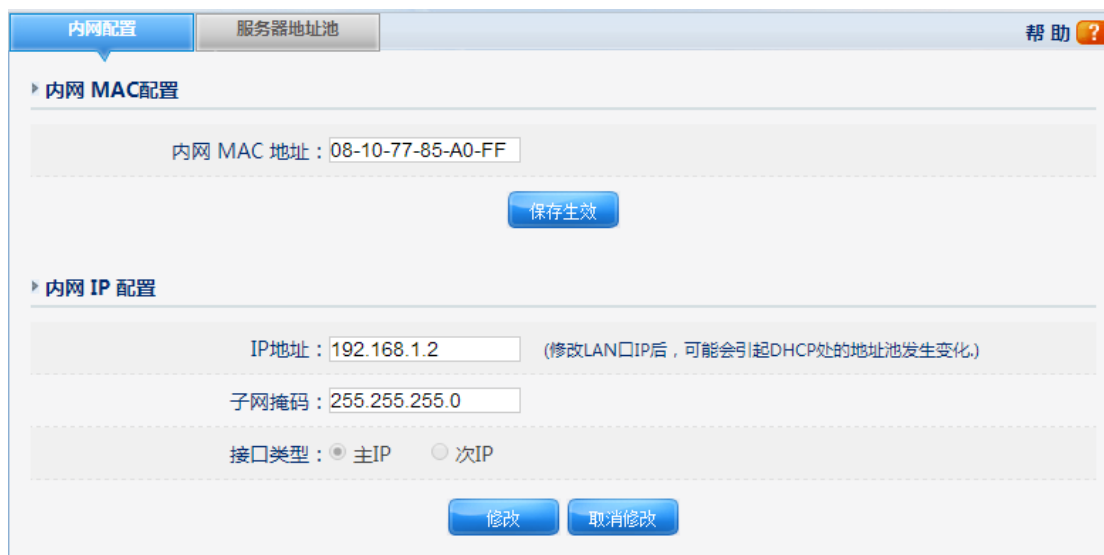 内网配置 服务器地址池 帮 助 ?
内网 MAC配置
内网 MAC 地址：08-10-77-85-A0-FF
保存生效
内网 IP 配置
IP地址：192.168.1.2 (修改LAN口IP后，可能会引起DHCP处的地址池发生变化.)
子网掩码：255.255.255.0
接口类型： 主IP 次IP
修改 取消修改